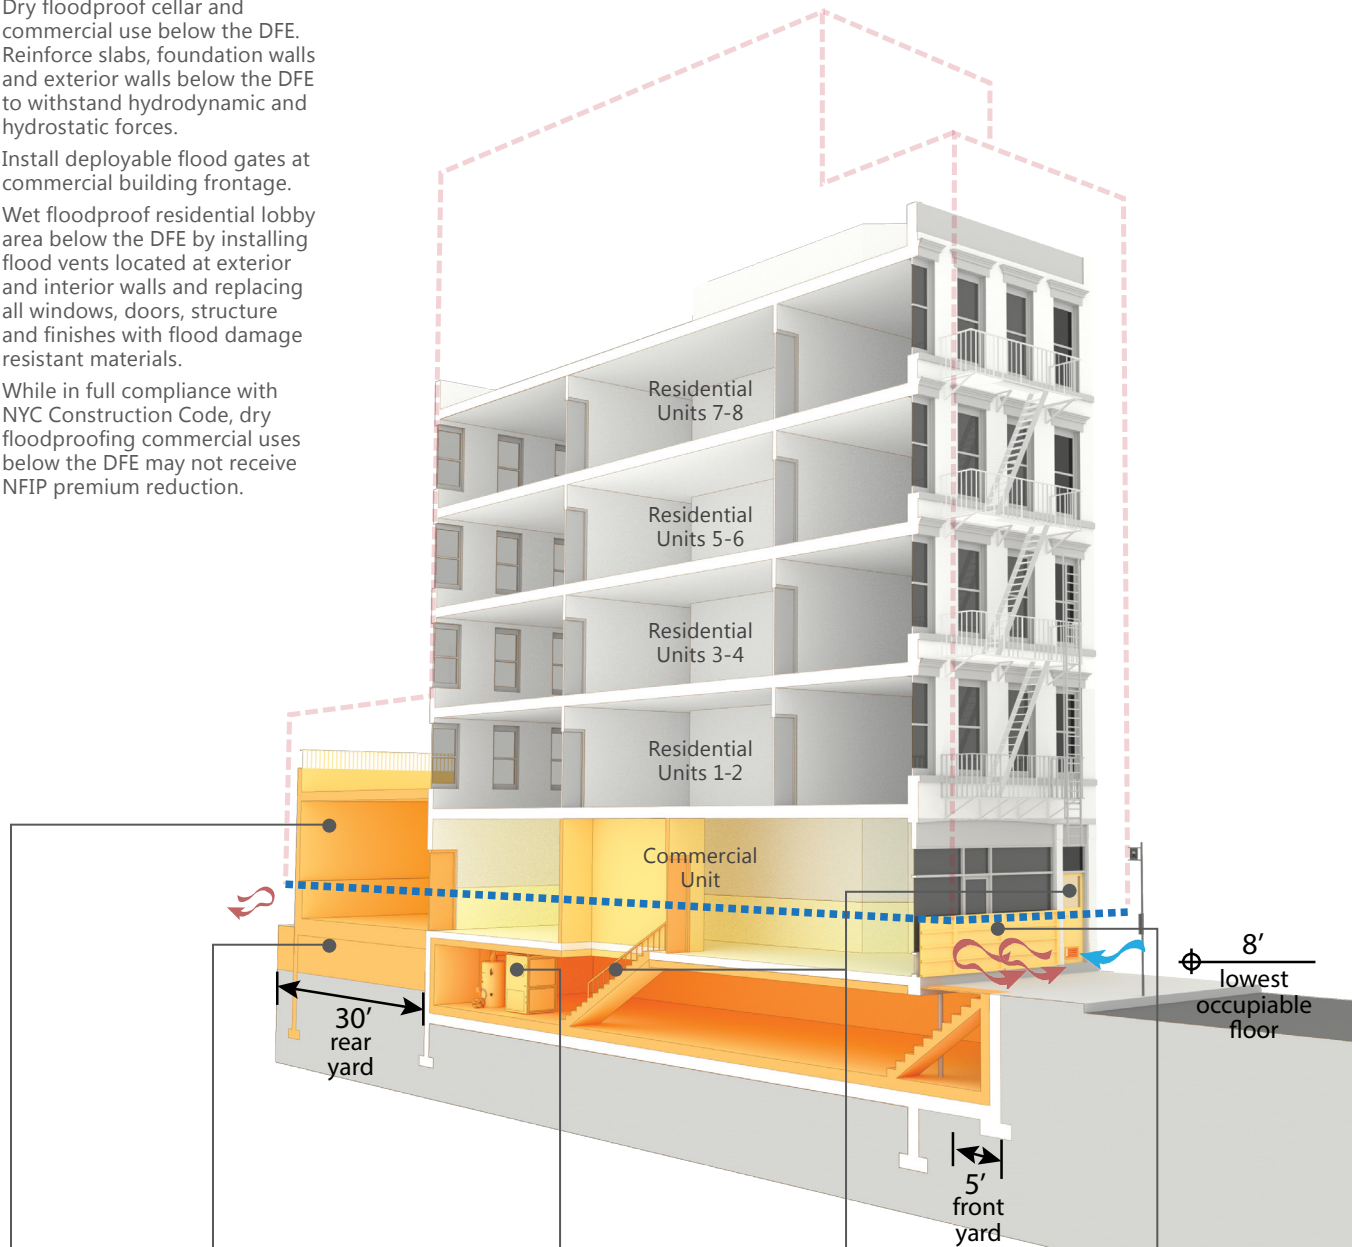 Dry floodproof cellar and
commercial use below the DFE.
Reinforce slabs, foundation walls
and exterior walls below the DFE
to withstand hydrodynamic and
hydrostatic forces.
Install deployable flood gates at
commercial building frontage.
Wet floodproof residential lobby
area below the DFE by installing
flood vents located at exterior
and interior walls and replacing
all windows, doors, structure
and finishes with flood damage
resistant materials.
While in full compliance with
NYC Construction Code, dry
floodproofing commercial uses
below the DFE may not receive
NFIP premium reduction.
Residential
Units 7-8
Residential
Units 5-6
Residential
Units 3-4
Residential
Units 1-2
Commercial
Unit
8′
lowest
occupiable
floor
30′
rear
yard
5′
front
yard